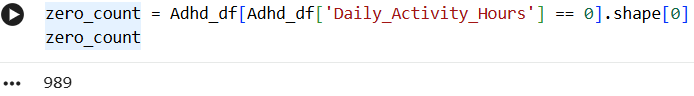 zero_count = Adhd_df[Adhd_df['Daily_Activity_Hours'] == 0].shape[0]
zero_count
989